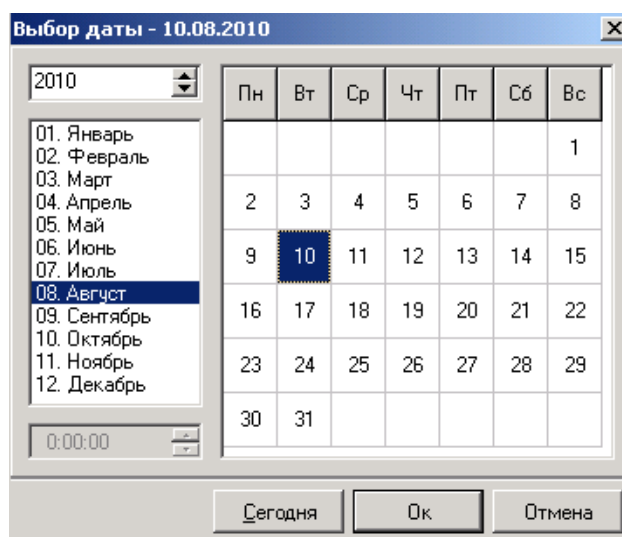 Выбор даты - 10.08.2010
2010
01. Январь
02. Февраль
03. Март
04. Апрель
05. Май
06. Июнь
07. Июль
08. Август
09. Сентябрь
10. Октябрь
11. Ноябрь
12. Декабрь
0:00:00
Пн Вт Ср Чт Пт Сб Вс
1
2 3 4 5 6 7 8
9 10 11 12 13 14 15
16 17 18 19 20 21 22
23 24 25 26 27 28 29
30 31
Сегодня Ок Отмена